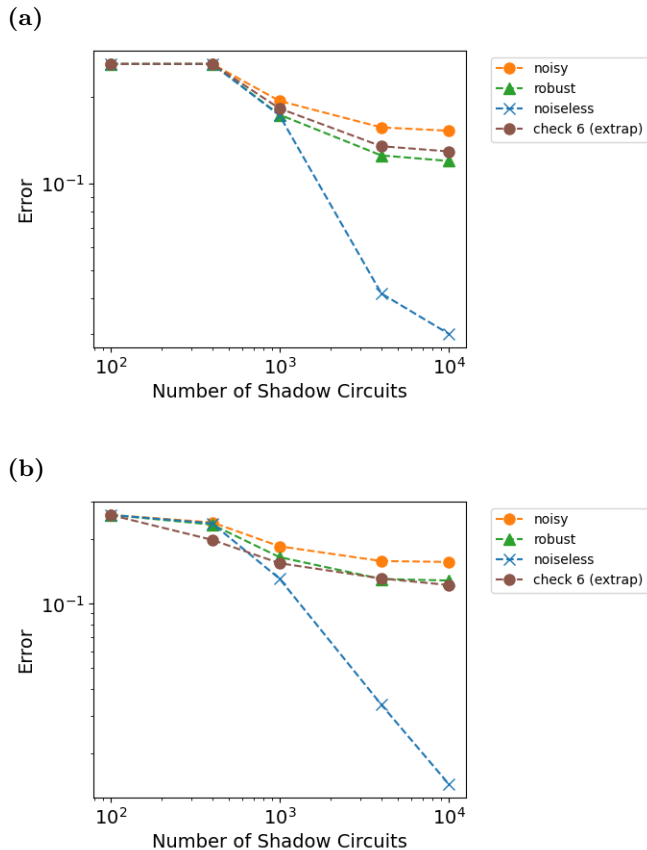 (a)
noisy
robust
noiseless
check 6 (extrap)
10^{-1}
Error
10^{2} 10^{3} 10^{4}
Number of Shadow Circuits
(b)
noisy
robust
noiseless
check 6 (extrap)
10^{-1}
Error
10^{2} 10^{3} 10^{4}
Number of Shadow Circuits